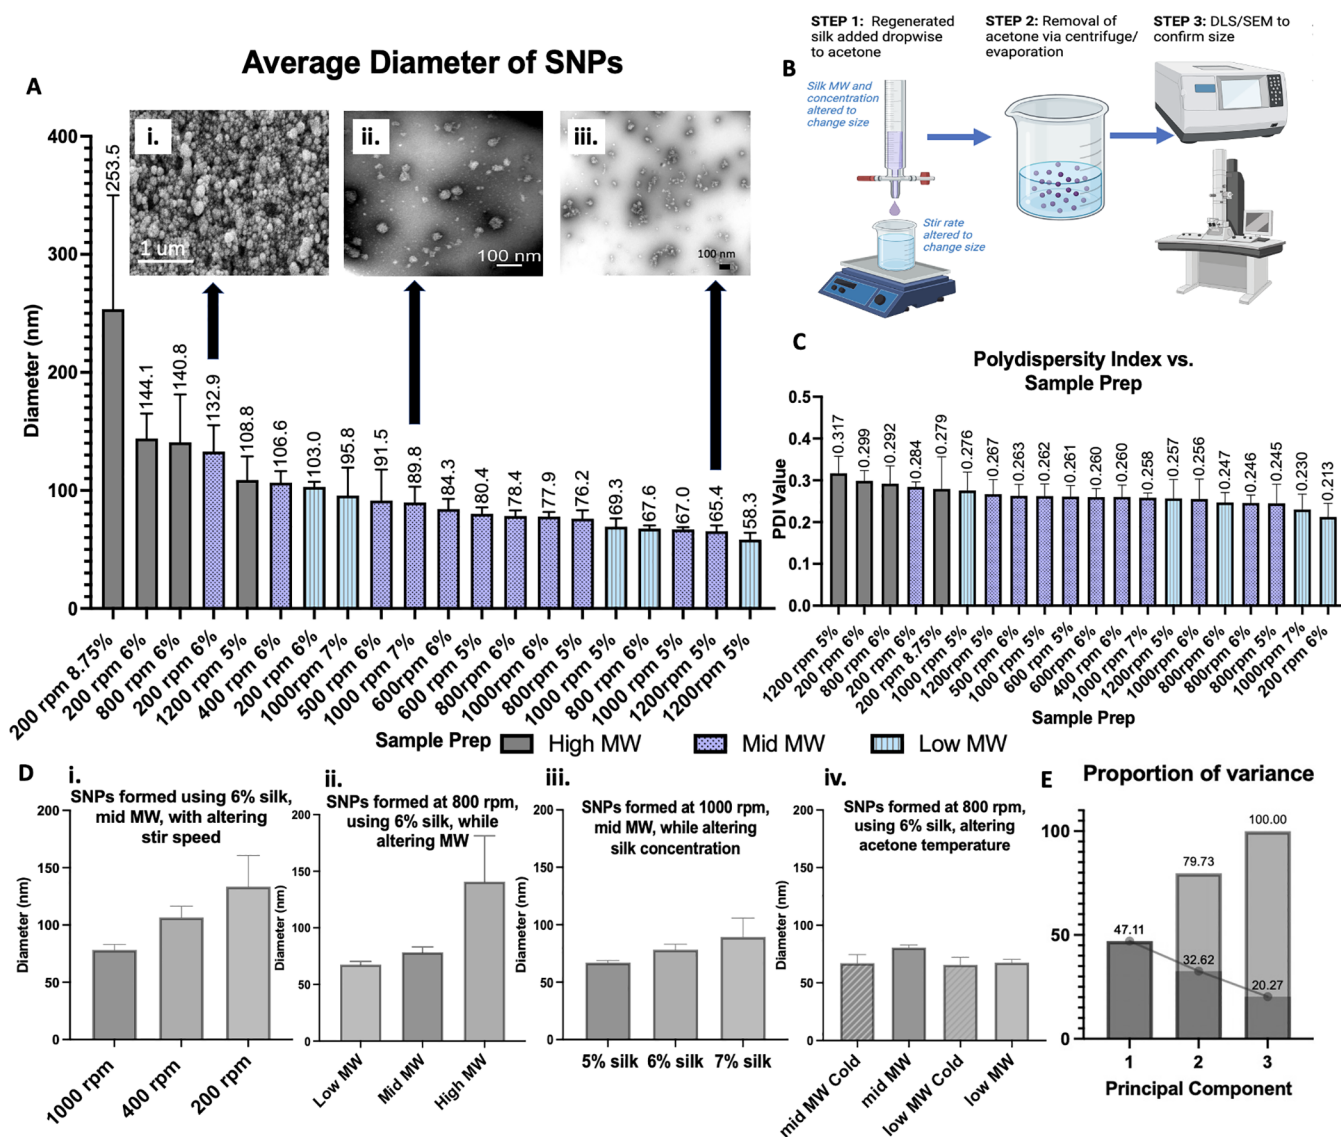 Average Diameter of SNPs
A
i.
ii.
iii.
1 um
100 nm
100 nm
Diameter (nm)
400
300
200
100
0
253.5
144.1
140.8
132.9
108.8
106.6
103.0
95.8
91.5
89.8
84.3
80.4
78.4
77.9
76.2
69.3
67.6
67.0
65.4
58.3
200 rpm 8.75%
200 rpm 6%
800 rpm 6%
200 rpm 6%
1200 rpm 5%
400 rpm 6%
200 rpm 6%
1000rpm 7%
500 rpm 6%
1000 rpm 7%
600rpm 6%
600 rpm 5%
800rpm 6%
1000rpm 6%
800rpm 5%
1000 rpm 5%
800 rpm 6%
1000 rpm 5%
1200rpm 5%
1200rpm 5%
Sample Prep
High MW
Mid MW
Low MW
B
STEP 1: Regenerated
silk added dropwise
to acetone
STEP 2: Removal of
acetone via centrifuge/
evaporation
STEP 3: DLS/SEM to
confirm size
Silk MW and
concentration
altered to
change size
Stir rate
altered to
change size
C
Polydispersity Index vs.
Sample Prep
PDI Value
0.5
0.4
0.3
0.2
0.1
0.0
0.317
0.299
0.292
0.284
0.279
0.276
0.267
0.263
0.262
0.261
0.260
0.260
0.258
0.257
0.256
0.247
0.246
0.245
0.230
0.213
1200 rpm 5%
200 rpm 6%
800 rpm 6%
200 rpm 6%
200 rpm 8.75%
1000 rpm 5%
1200rpm 5%
500 rpm 6%
1000 rpm 5%
600 rpm 5%
600rpm 6%
400 rpm 6%
1000 rpm 7%
1200rpm 5%
1000rpm 6%
800rpm 6%
800rpm 6%
800rpm 5%
1000rpm 7%
200 rpm 6%
Sample Prep
D
i.
SNPs formed using 6% silk,
mid MW, with altering
stir speed
Diameter (nm)
200
150
100
50
0
1000 rpm
400 rpm
200 rpm
ii.
SNPs formed at 800 rpm,
using 6% silk, while
altering MW
Diameter (nm)
200
150
100
50
0
Low MW
Mid MW
High MW
iii.
SNPs formed at 1000 rpm,
mid MW, while altering
silk concentration
Diameter (nm)
200
150
100
50
0
5% silk
6% silk
7% silk
iv.
SNPs formed at 800 rpm,
using 6% silk, altering
acetone temperature
Diameter (nm)
200
150
100
50
0
mid MW Cold
mid MW
low MW Cold
low MW
E
Proportion of variance
100
50
0
47.11
79.73
32.62
100.00
20.27
1
2
3
Principal Component